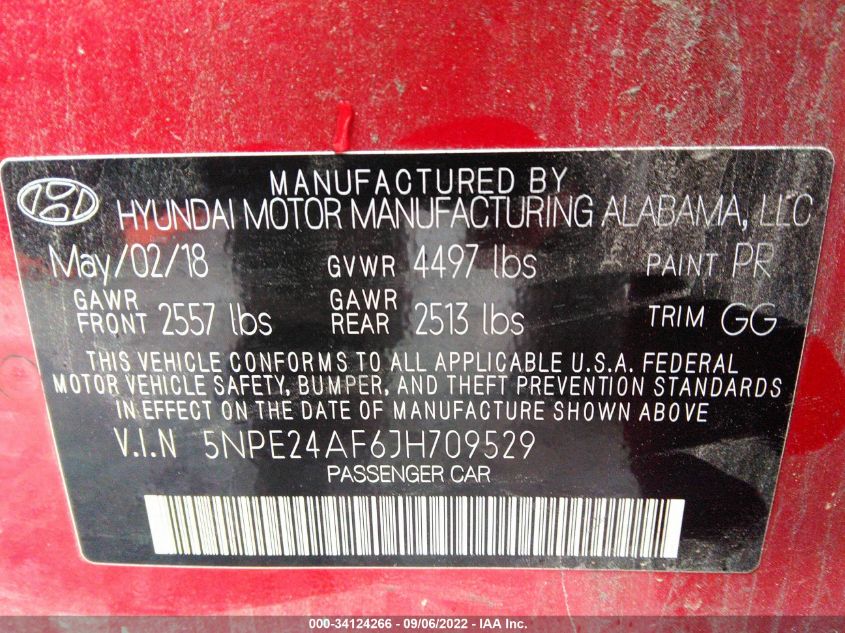 MANUFACTURED BY
HYUNDAI MOTOR MANUFACTURING ALABAMA, LLC
May/02/18 GVWR 4497 lbs PAINT PR
GAWR FRONT 2557 lbs GAWR REAR 2513 lbs TRIM GG
THIS VEHICLE CONFORMS TO ALL APPLICABLE U.S.A. FEDERAL
MOTOR VEHICLE SAFETY, BUMPER, AND THEFT PREVENTION STANDARDS
IN EFFECT ON THE DATE OF MANUFACTURE SHOWN ABOVE.
V.I.N 5NPE24AF6JH709529
PASSENGER CAR
000-34124266 - 09/06/2022 - IAA Inc.